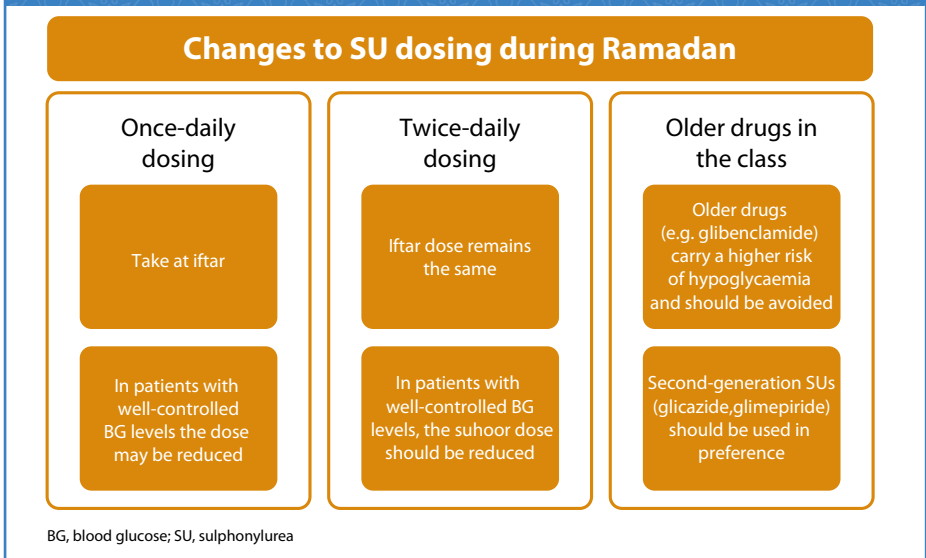 Changes to SU dosing during Ramadan
Once-daily
dosing
Take at iftar
In patients with
well-controlled
BG levels the dose
may be reduced
Twice-daily
dosing
Iftar dose remains
the same
In patients with
well-controlled BG
levels, the suhoor dose
should be reduced
Older drugs in
the class
Older drugs
(e.g. glibenclamide)
carry a higher risk
of hypoglycaemia
and should be avoided
Second-generation SUs
(glicazide,glimepiride)
should be used in
preference
BG, blood glucose; SU, sulphonylurea